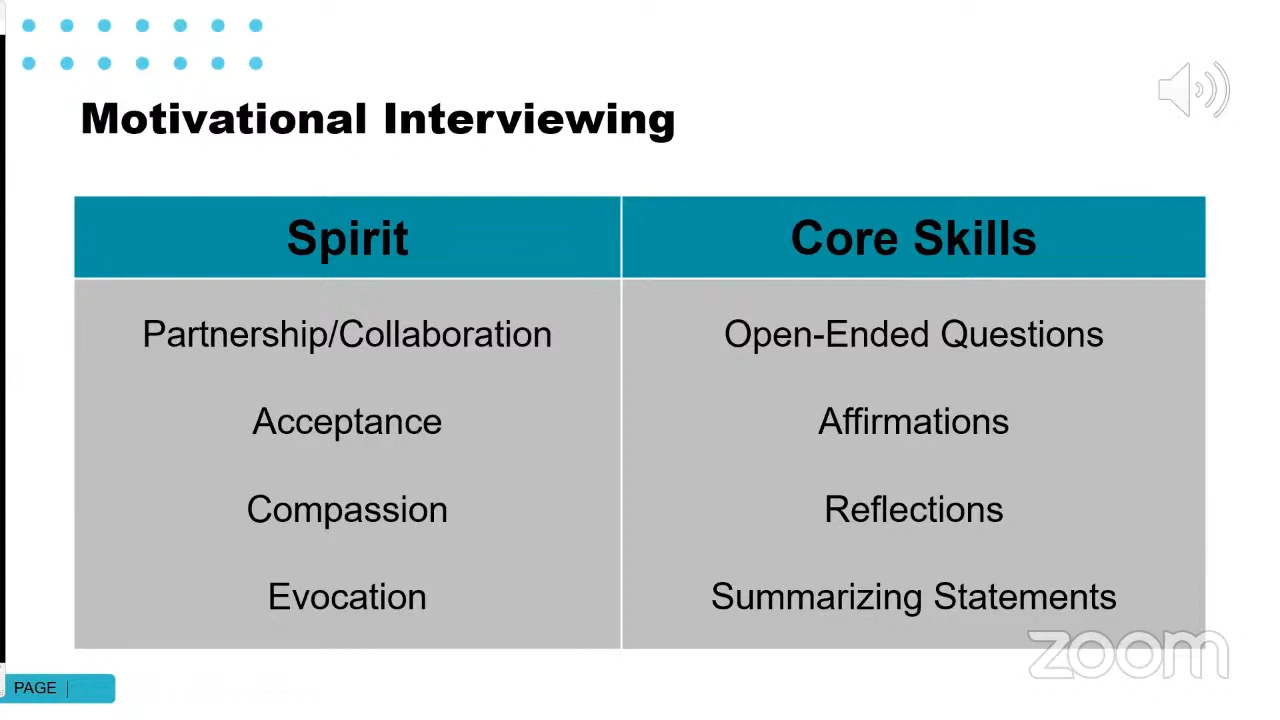 Motivational Interviewing
Spirit
Core Skills
Partnership/Collaboration
Open-Ended Questions
Acceptance
Affirmations
Compassion
Reflections
Evocation
Summarizing Statements
zoom
PAGE |